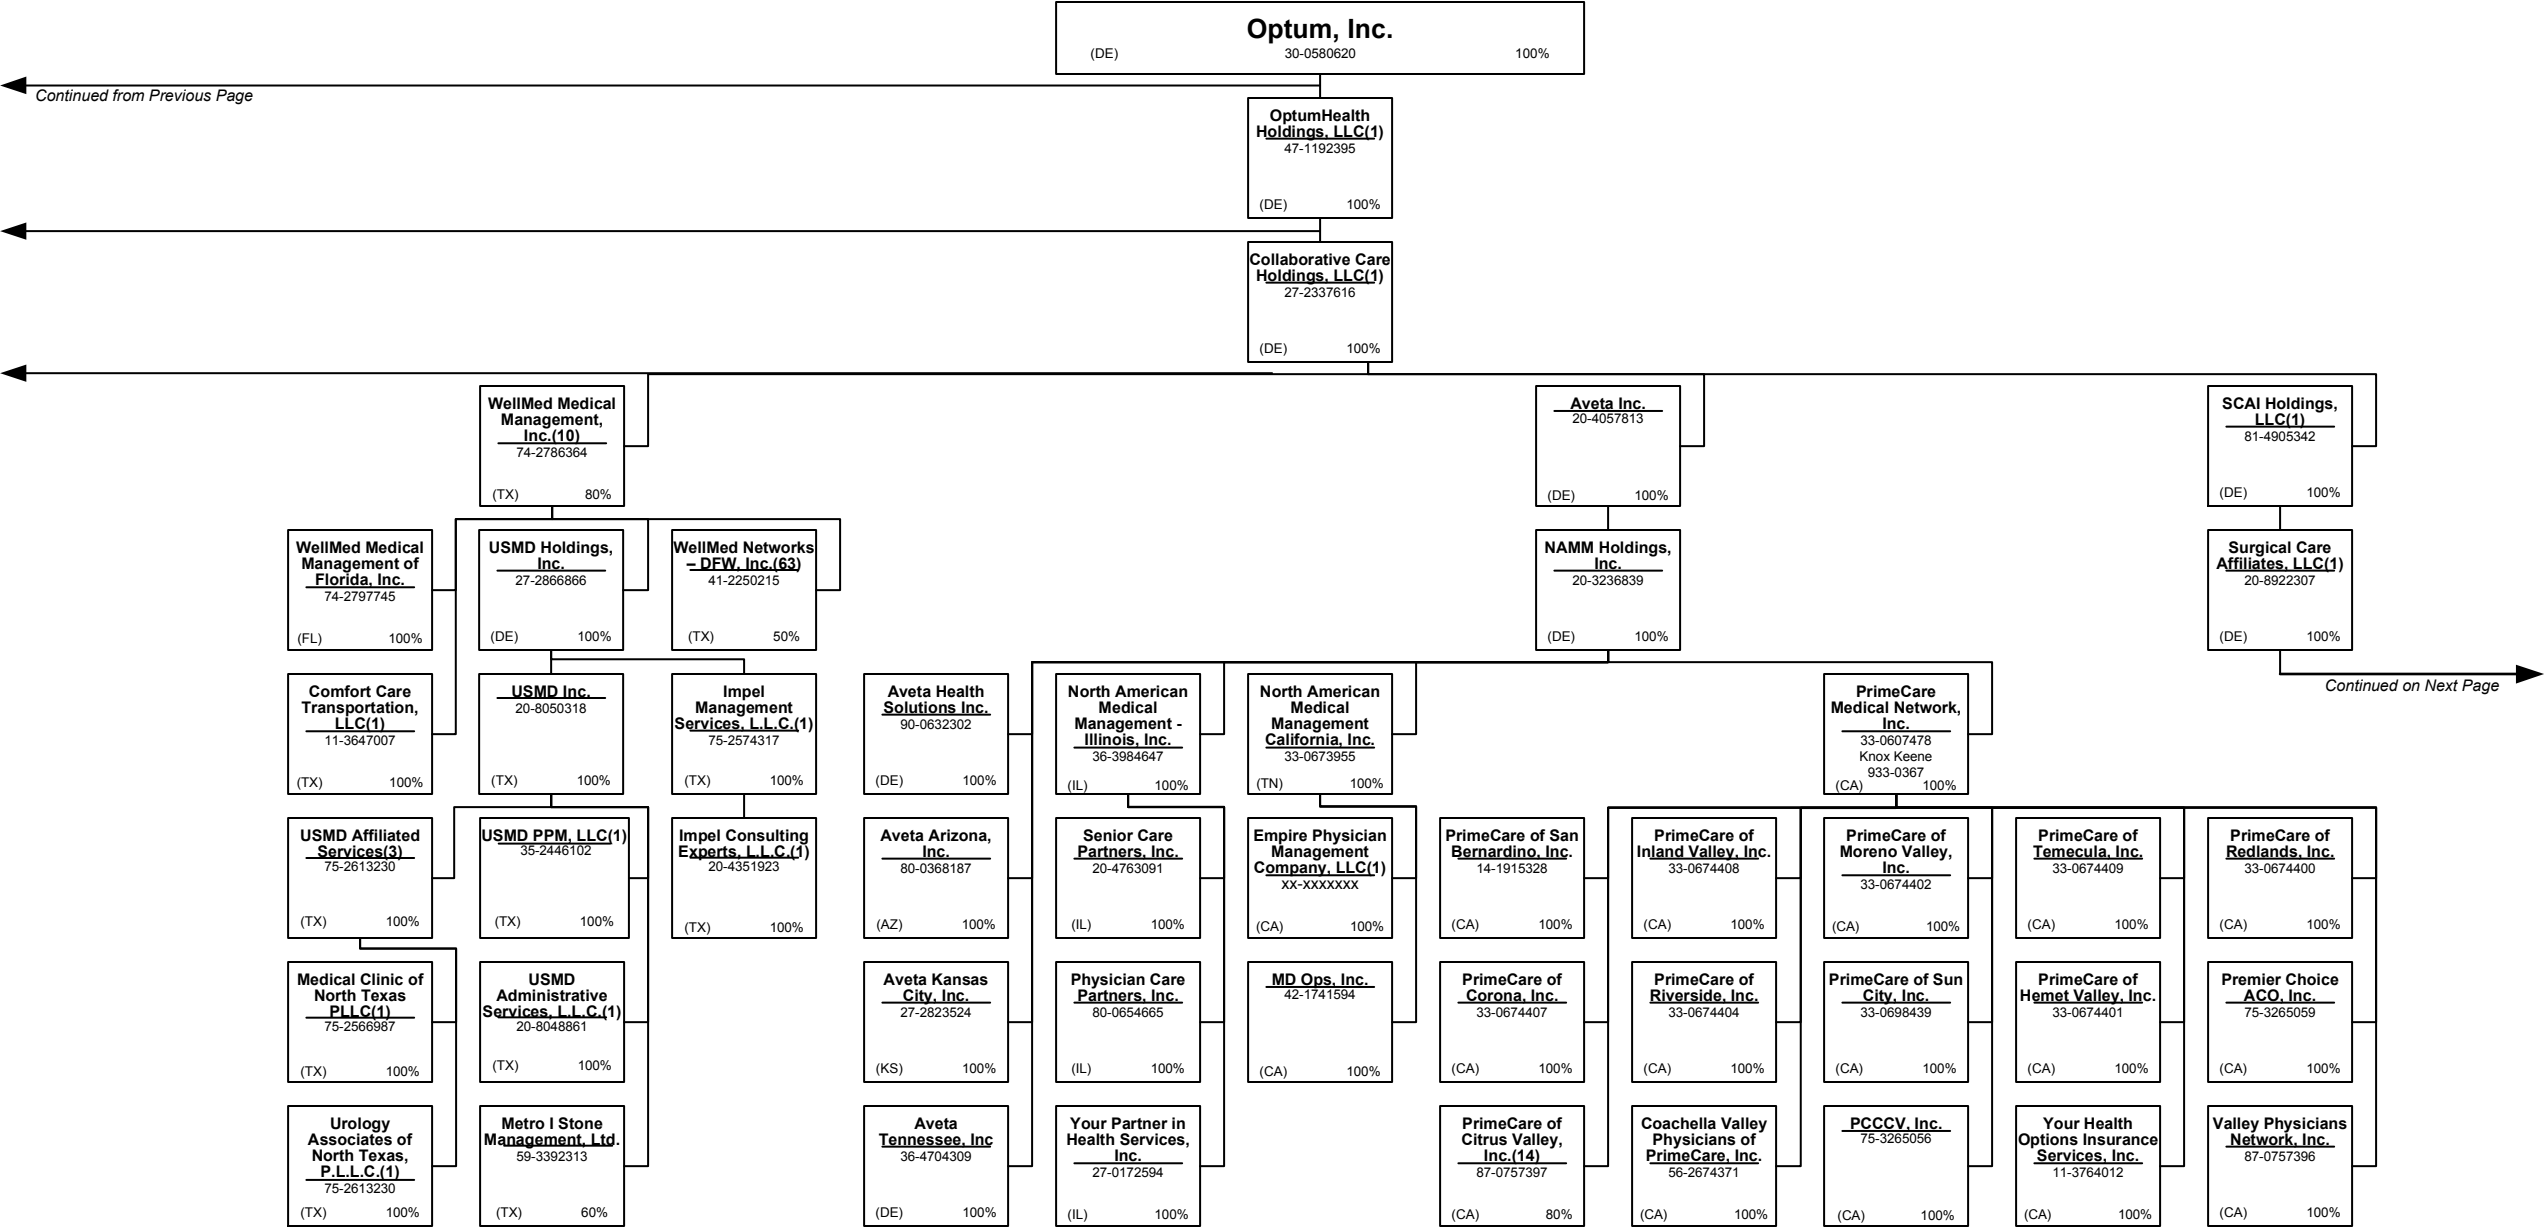 Optum, Inc.
(DE) 30-0580620 100%
Continued from Previous Page
OptumHealth
Holdings, LLC(1)
47-1192395
(DE) 100%
Collaborative Care
Holdings, LLC(1)
27-2337616
(DE) 100%
WellMed Medical
Management,
Inc.(10)
74-2786364
(TX) 80%
Aveta Inc.
20-4057813
(DE) 100%
SCAI Holdings,
LLC(1)
81-4905342
(DE) 100%
WellMed Medical
Management of
Florida, Inc.
74-2797745
(FL) 100%
USMD Holdings,
Inc.
27-2866866
(DE) 100%
WellMed Networks
– DFW, Inc.(63)
41-2250215
(TX) 50%
NAMM Holdings,
Inc.
20-3236839
(DE) 100%
Surgical Care
Affiliates, LLC(1)
20-8922307
(DE) 100%
Continued on Next Page
Comfort Care
Transportation,
LLC(1)
11-3647007
(TX) 100%
USMD Inc.
20-8050318
(TX) 100%
Impel
Management
Services, L.L.C.(1)
75-2574317
(TX) 100%
Aveta Health
Solutions Inc.
90-0632302
(DE) 100%
North American
Medical
Management -
Illinois, Inc.
36-3984647
(IL) 100%
North American
Medical
Management
California, Inc.
33-0673955
(TN) 100%
PrimeCare
Medical Network,
Inc.
33-0607478
Knox Keene
933-0367
(CA) 100%
USMD Affiliated
Services(3)
75-2613230
(TX) 100%
USMD PPM, LLC(1)
35-2446102
(TX) 100%
Impel Consulting
Experts, L.L.C.(1)
20-4351923
(TX) 100%
Aveta Arizona,
Inc.
80-0368187
(AZ) 100%
Senior Care
Partners, Inc.
20-4763091
(IL) 100%
Empire Physician
Management
Company, LLC(1)
xx-xxxxxxx
(CA) 100%
PrimeCare of San
Bernardino, Inc.
14-1915328
(CA) 100%
PrimeCare of
Inland Valley, Inc.
33-0674408
(CA) 100%
PrimeCare of
Moreno Valley,
Inc.
33-0674402
(CA) 100%
PrimeCare of
Temecula, Inc.
33-0674409
(CA) 100%
PrimeCare of
Redlands, Inc.
33-0674400
(CA) 100%
Medical Clinic of
North Texas
PLLC(1)
75-2566987
(TX) 100%
USMD
Administrative
Services, L.L.C.(1)
20-8048861
(TX) 100%
Aveta Kansas
City, Inc.
27-2823524
(KS) 100%
Physician Care
Partners, Inc.
80-0654665
(IL) 100%
MD Ops, Inc.
42-1741594
(CA) 100%
PrimeCare of
Corona, Inc.
33-0674407
(CA) 100%
PrimeCare of
Riverside, Inc.
33-0674404
(CA) 100%
PrimeCare of Sun
City, Inc.
33-0698439
(CA) 100%
PrimeCare of
Hemet Valley, Inc.
33-0674401
(CA) 100%
Premier Choice
ACO, Inc.
75-3265059
(CA) 100%
Urology
Associates of
North Texas,
P.L.L.C.(1)
75-2613230
(TX) 100%
Metro I Stone
Management, Ltd.
59-3392313
(TX) 60%
Aveta
Tennessee, Inc
36-4704309
(DE) 100%
Your Partner in
Health Services,
Inc.
27-0172594
(IL) 100%
PrimeCare of
Citrus Valley,
Inc.(14)
87-0757397
(CA) 80%
Coachella Valley
Physicians of
PrimeCare, Inc.
56-2674371
(CA) 100%
PCCCV, Inc.
75-3265056
(CA) 100%
Your Health
Options Insurance
Services, Inc.
11-3764012
(CA) 100%
Valley Physicians
Network, Inc.
87-0757396
(CA) 100%